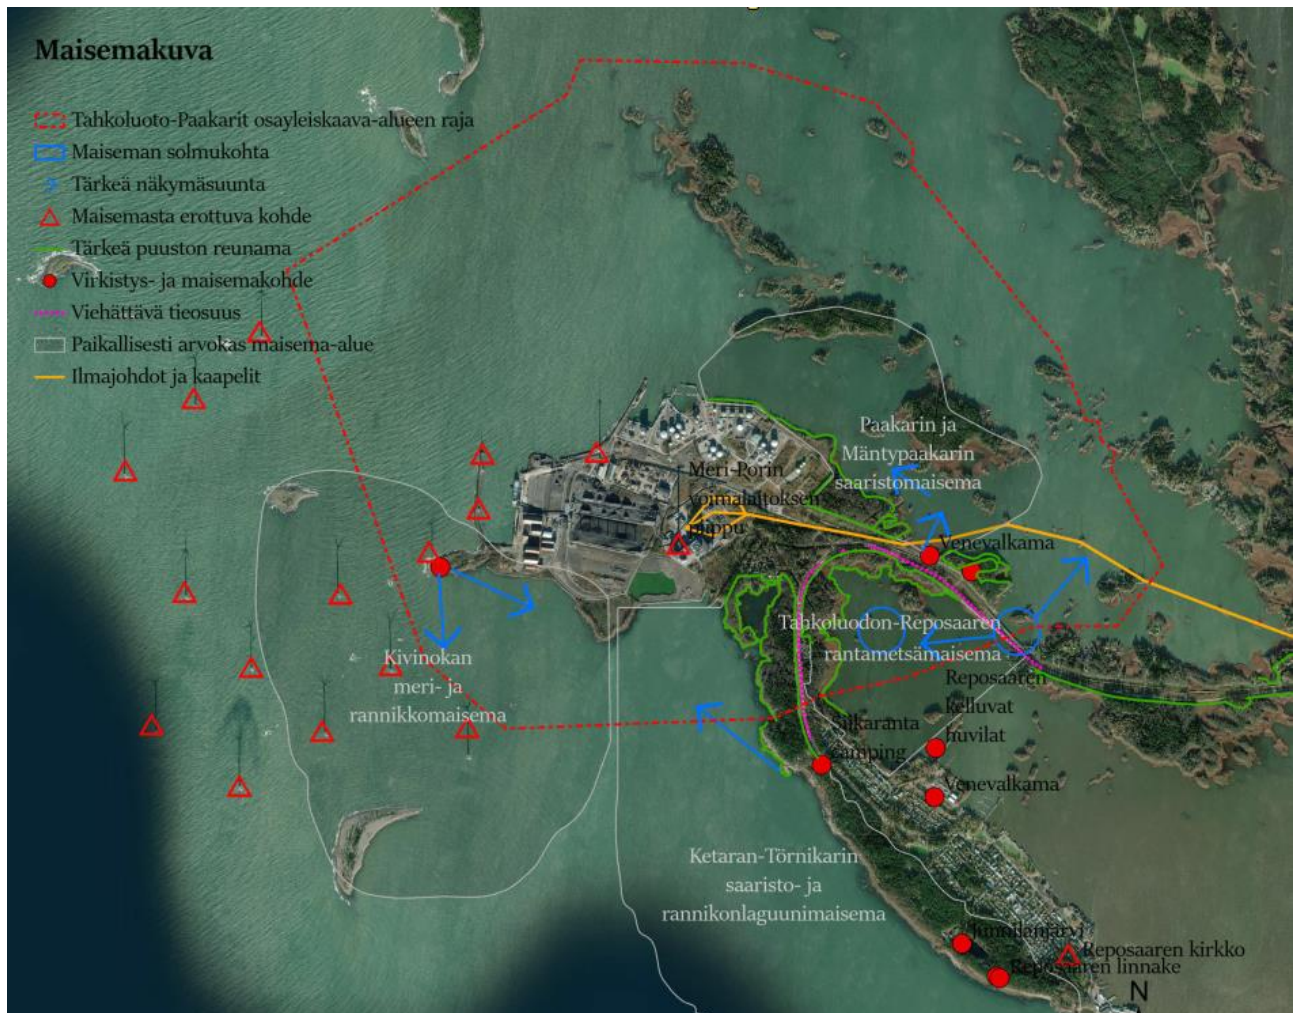 Maisemakuva
Tahkoluoto-Paakarit osayleiskaava-alueen raja
Maiseman solmukohta
Tärkeä näkymäsuunta
Maisemasta erottuva kohde
Tärkeä puuston reunama
Virkistys- ja maisemakohde
Viehättävä tieosuus
Paikallisesti arvokas maisema-alue
Ilmajohdot ja kaapelit
Paakarin ja
Mäntypaakarin
saaristomaisema
Meri-Porin
voimalaitoksen
piippu
Venevalkama
Tahkoluodon-Reposaaren
rantametsämaisema
Kivinokan
meri- ja
rannikkomaisema
Reposaaren
kelluvat
huvilat
Siikaranta
camping
Venevalkama
Ketaran-Törnikarin
saaristo- ja
rannikonlaguunimaisema
Junnilanjärvi
Reposaaren kirkko
Reposaaren linnake
N